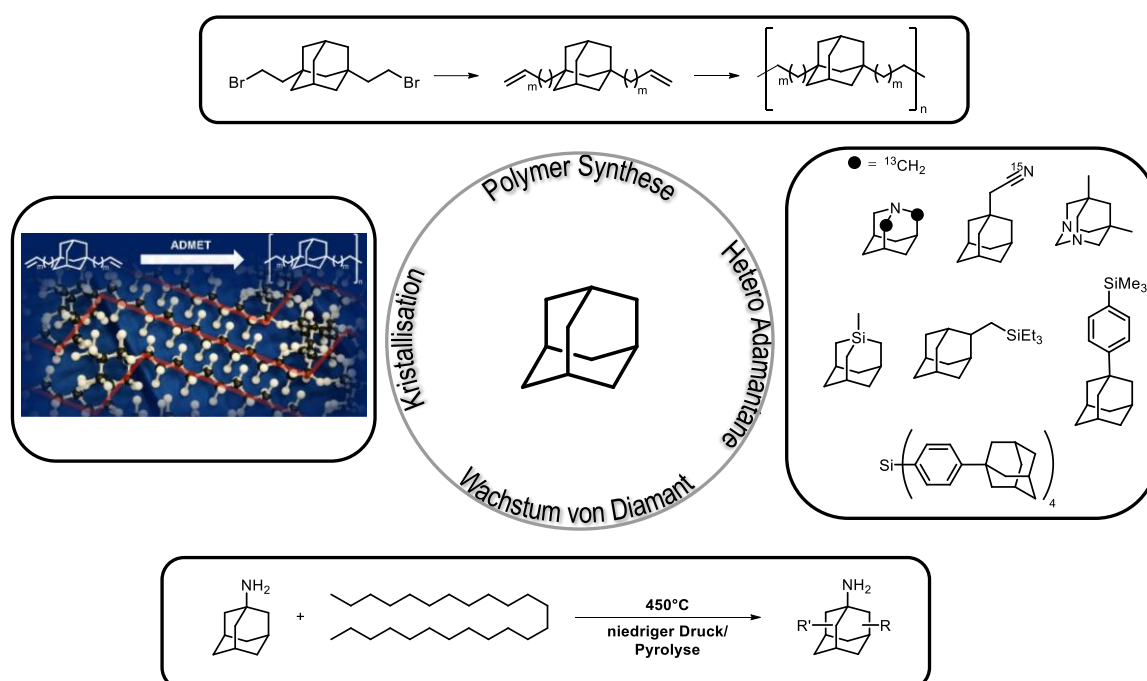 Br
Br
m
m
m
m
n
Polymer Synthese
Hetero Adamantane
Wachstum von Diamant
Kristallisation
ADMET
m
m
m
m
n
= ¹³CH₂
N
¹⁵N
N
N
Si
SiEt₃
SiMe₃
Si
4
NH₂
+
450°C
niedriger Druck/
Pyrolyse
NH₂
R'
R